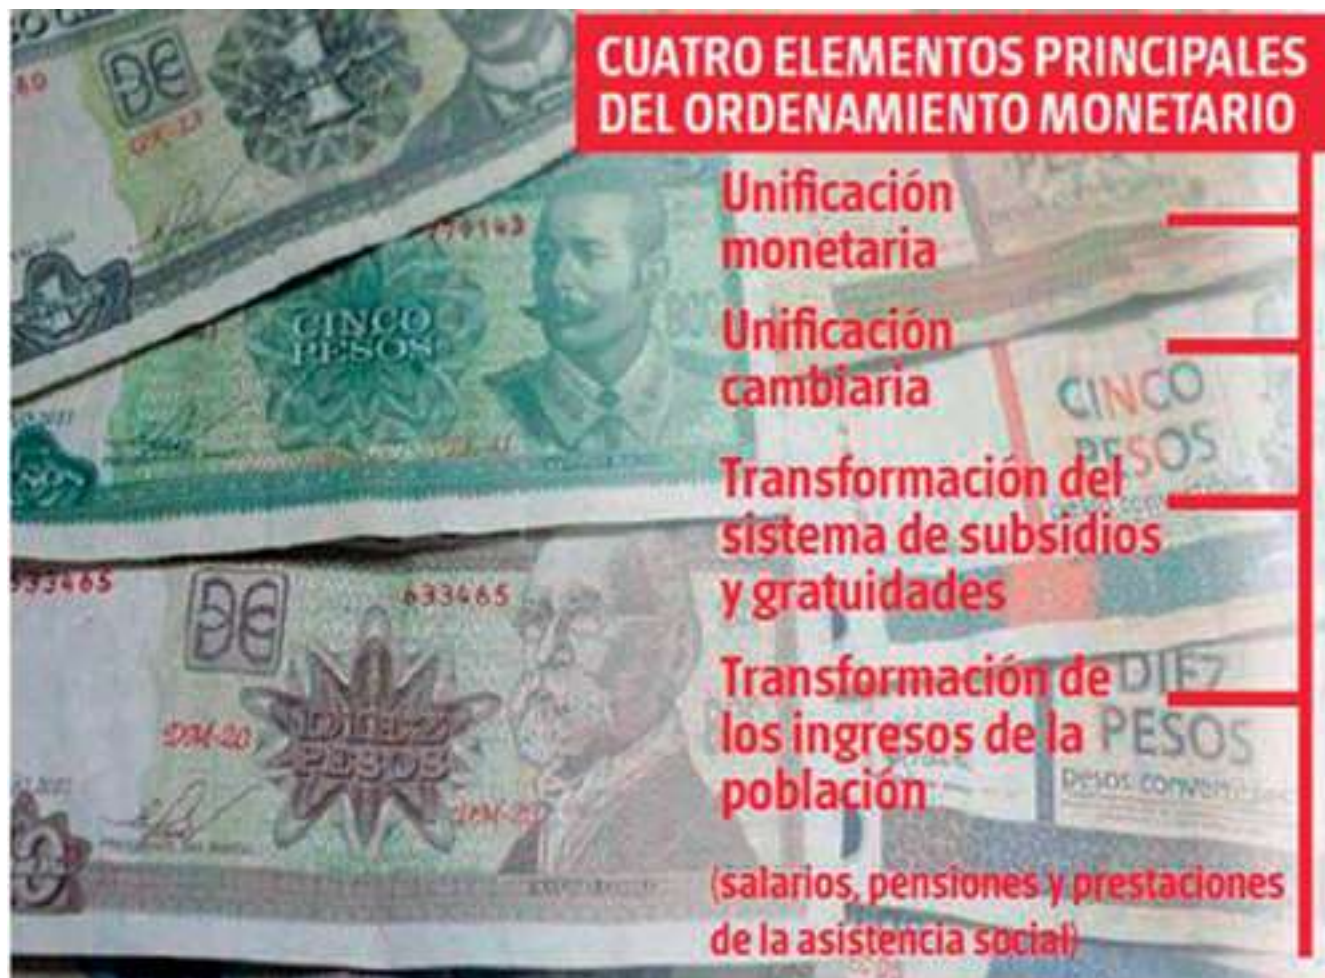 CUATRO ELEMENTOS PRINCIPALES
DEL ORDENAMIENTO MONETARIO
Unificación
monetaria
Unificación
cambiaria
Transformación del
sistema de subsidios
y gratuidades
Transformación de
los ingresos de la
población
(salarios, pensiones y prestaciones
de la asistencia social)
CINCO
PESOS
633465
DM-20
DIEZ
PESOS
CINCO
PESOS
DIEZ
PESOS